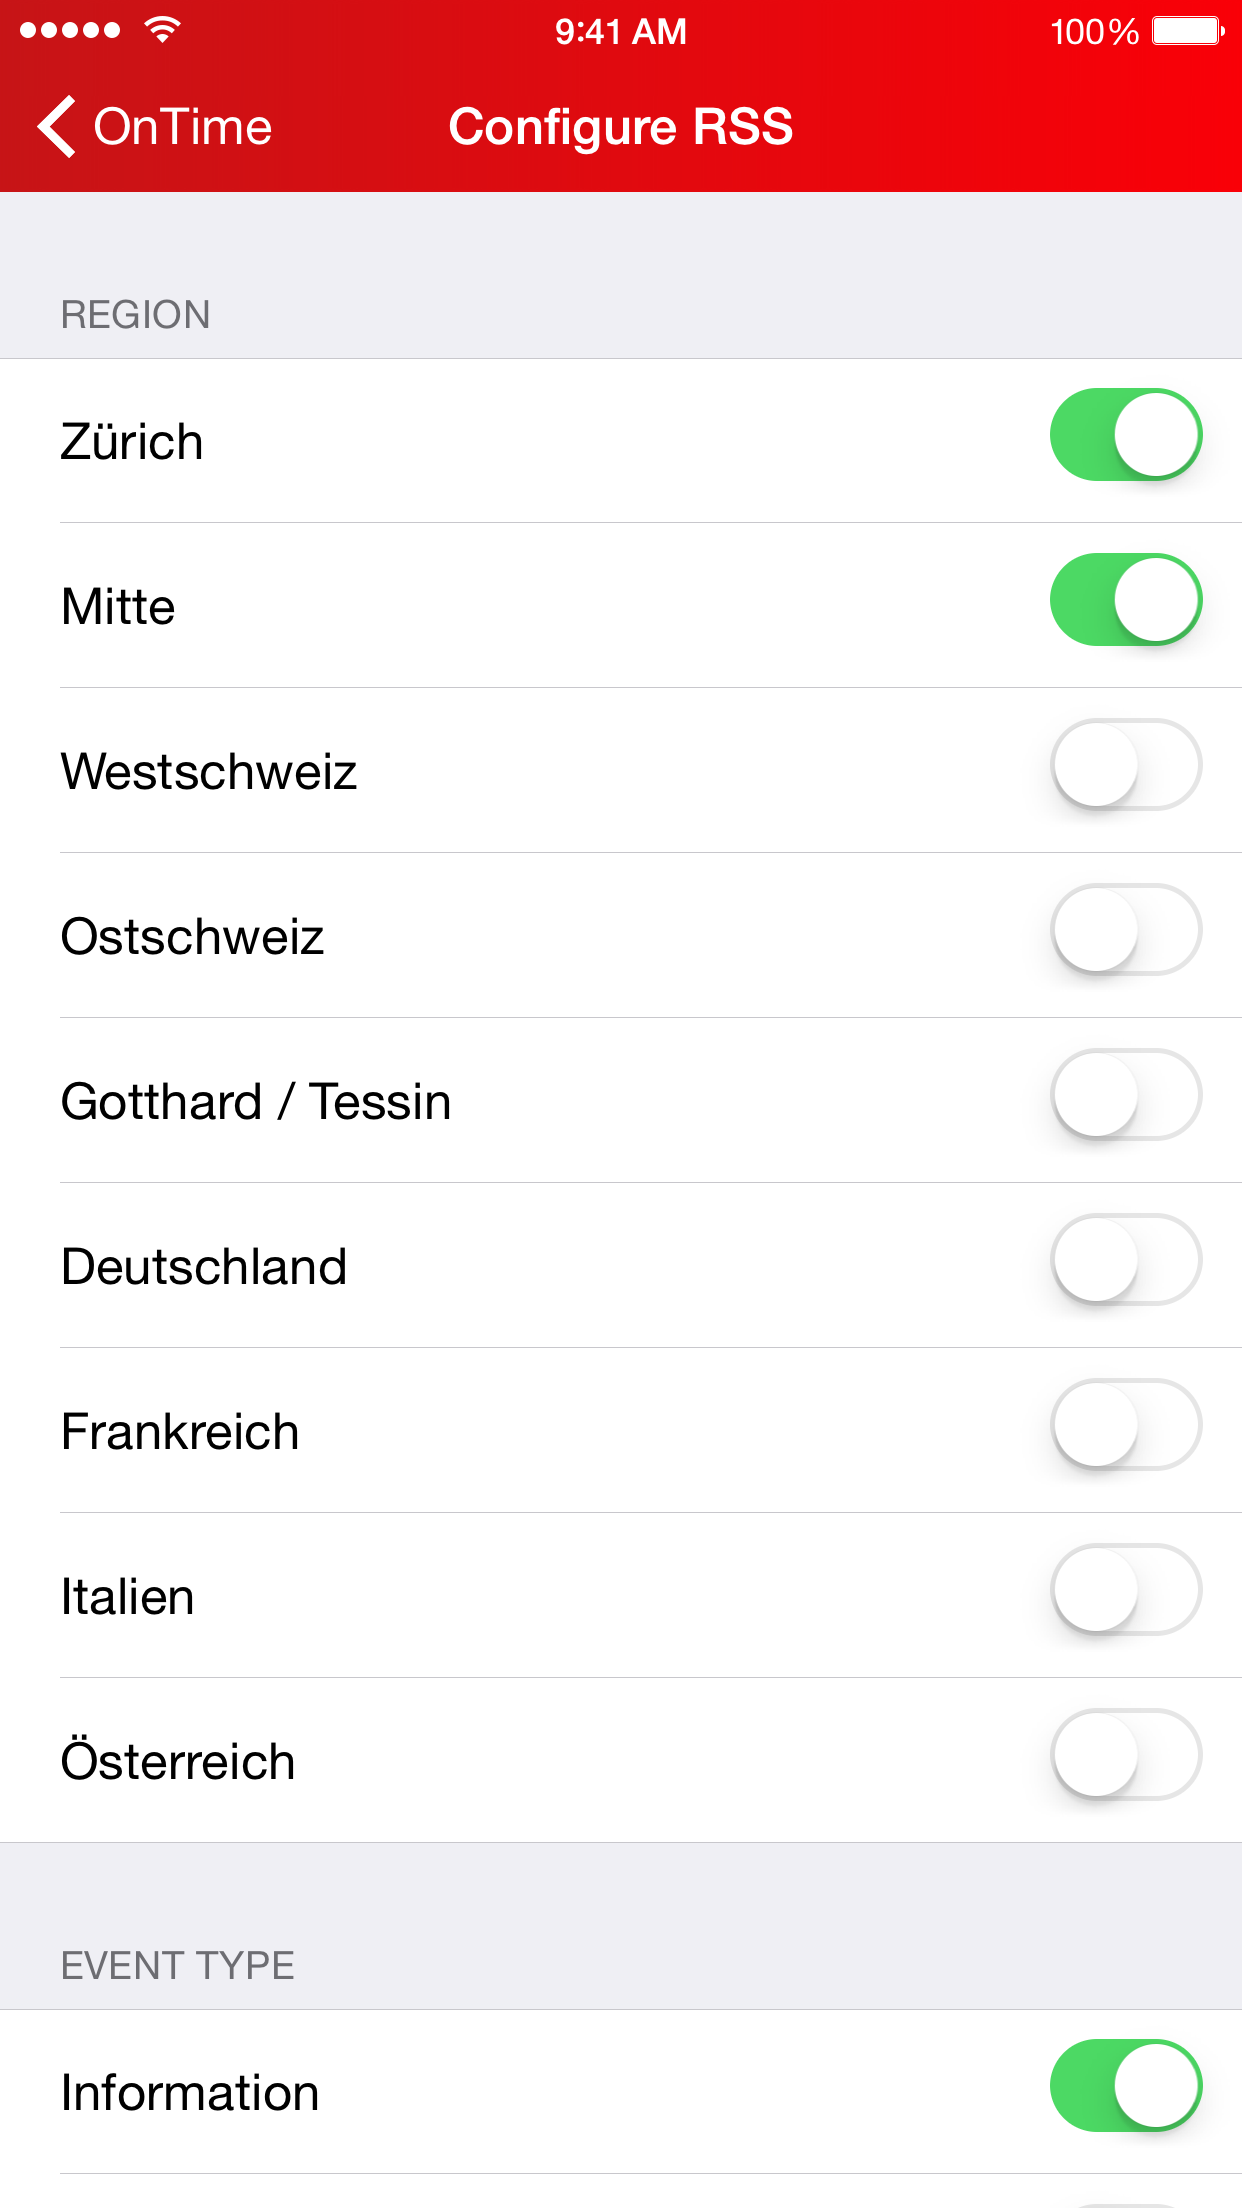 9:41 AM
100%
OnTime
Configure RSS
REGION
Zürich
Mitte
Westschweiz
Ostschweiz
Gotthard / Tessin
Deutschland
Frankreich
Italien
Österreich
EVENT TYPE
Information